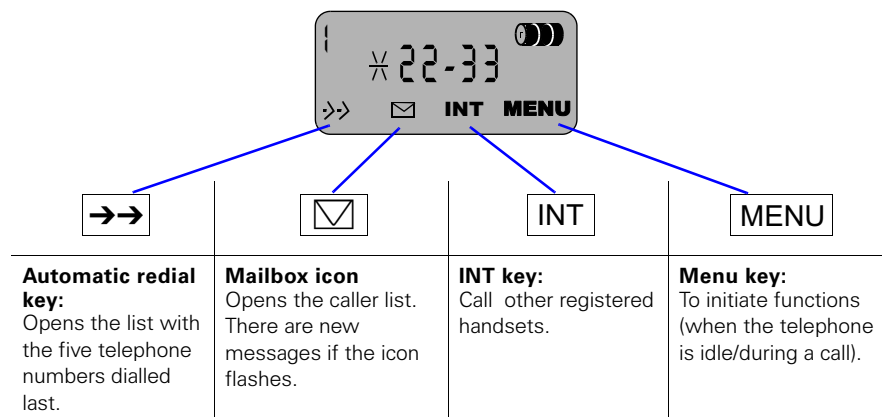 1
*22-33
INT MENU
→→ INT MENU
Automatic redial
key:
Opens the list with
the five telephone
numbers dialled
last.
Mailbox icon
Opens the caller list.
There are new
messages if the icon
flashes.
INT key:
Call other registered
handsets.
Menu key:
To initiate functions
(when the telephone
is idle/during a call).